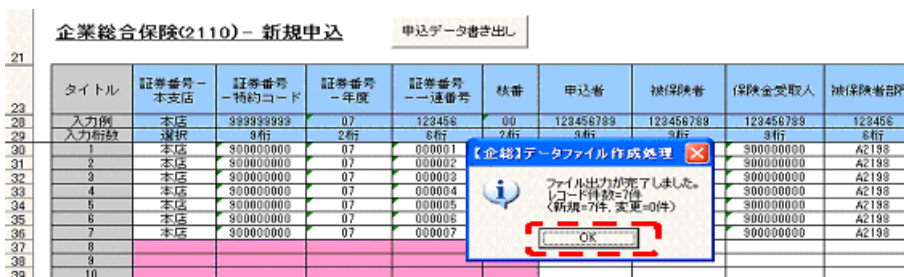 企業総合保険(2110)－ 新規申込
申込データ書き出し
21
タイトル 証券番号－本支店 証券番号－特約コード 証券番号－年度 証券番号－一連番号 枝番 申込者 被保険者 保険金受取人 被保険者部
23
28 入力例 本店 999999999 07 123456 00 123456789 123456789 123456789 123456
29 入力桁数 選択 9桁 2桁 6桁 2桁 9桁 9桁 9桁 6桁
30 1 本店 900000000 07 000001 900000000 A2198
31 2 本店 900000000 07 000002 900000000 A2198
32 3 本店 900000000 07 000003 900000000 A2198
33 4 本店 900000000 07 000004 900000000 A2198
34 5 本店 900000000 07 000005 900000000 A2198
35 6 本店 900000000 07 000006 900000000 A2198
36 7 本店 900000000 07 000007 900000000 A2198
37 8
38 9
39 10
【企総】データファイル作成処理
ファイル出力が完了しました。
レコード件数=7件
(新規=7件, 変更=0件)
OK